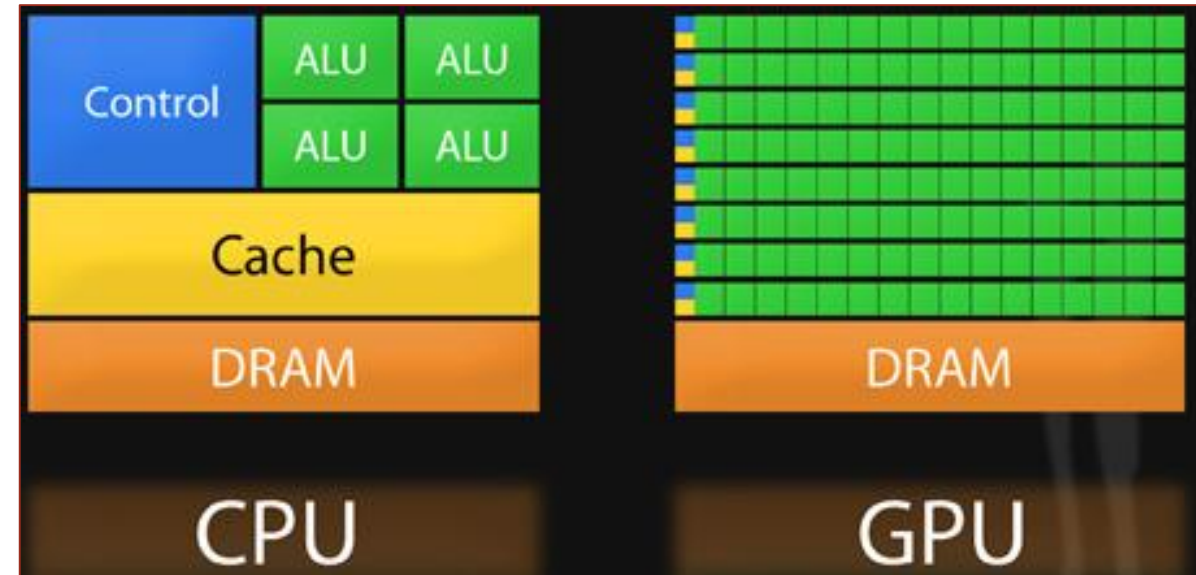 ALU ALU
Control
ALU ALU
Cache
DRAM
DRAM
CPU
GPU